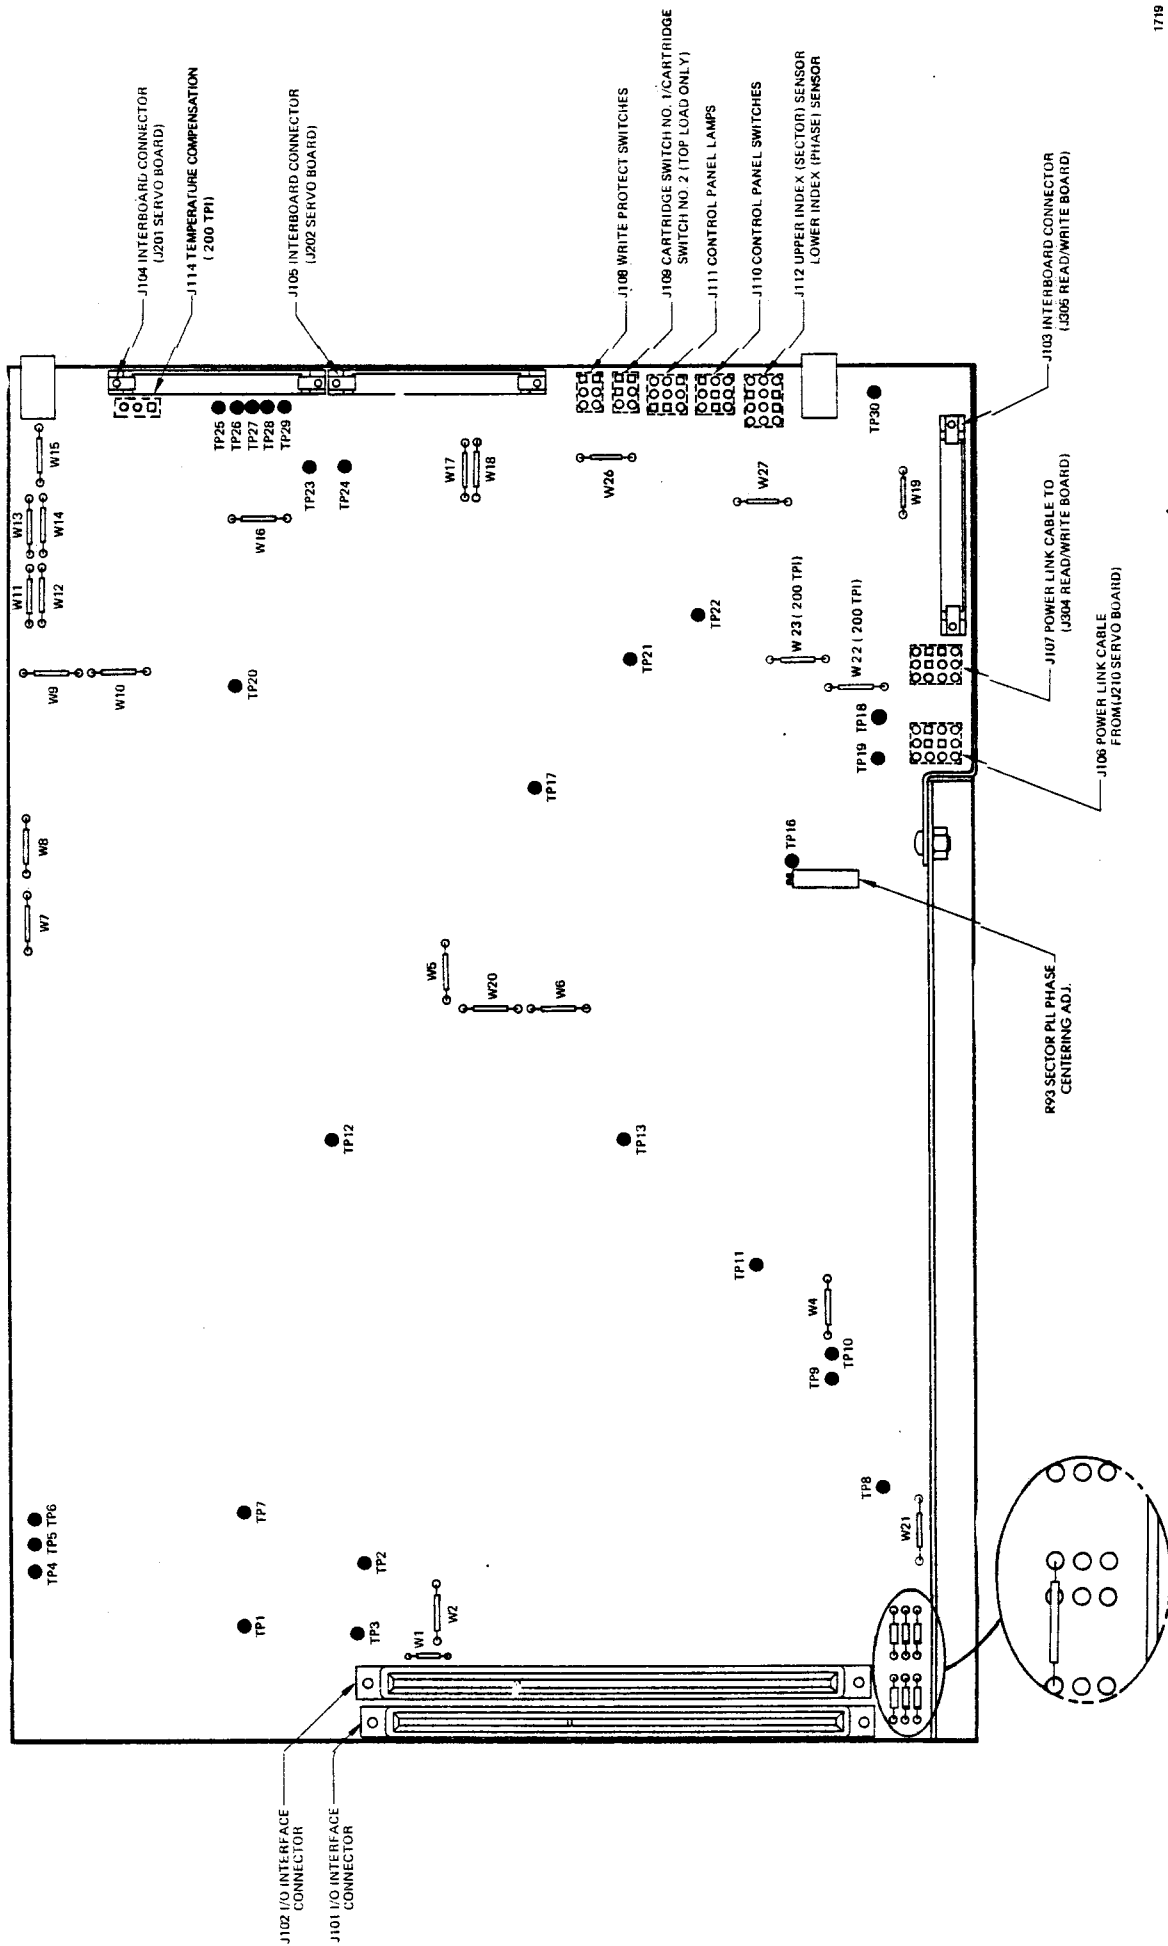 1719
J104 INTERBOARD CONNECTOR
(J201 SERVO BOARD)
J114 TEMPERATURE COMPENSATION
( 200 TPI)
J105 INTERBOARD CONNECTOR
(J202 SERVO BOARD)
J108 WRITE PROTECT SWITCHES
J109 CARTRIDGE SWITCH NO. 1/CARTRIDGE
SWITCH NO. 2 (TOP LOAD ONLY)
J111 CONTROL PANEL LAMPS
J110 CONTROL PANEL SWITCHES
J112 UPPER INDEX (SECTOR) SENSOR
LOWER INDEX (PHASE) SENSOR
J103 INTERBOARD CONNECTOR
(J305 READ/WRITE BOARD)
J107 POWER LINK CABLE TO
(J304 READ/WRITE BOARD)
J106 POWER LINK CABLE
FROM(J210 SERVO BOARD)
R93 SECTOR PLL PHASE
CENTERING ADJ.
J102 I/O INTERFACE
CONNECTOR
J101 I/O INTERFACE
CONNECTOR
W15
W13
W14
W11
W12
W9
W10
W8
W7
TP25
TP26
TP27
TP28
TP29
TP23
TP24
W16
W17
W18
W26
W27
TP30
W19
TP20
TP21
TP22
W 23 ( 200 TPI)
W 22 ( 200 TPI)
TP18
TP19
TP17
TP16
W5
W20
W6
TP12
TP13
TP11
W4
TP10
TP9
TP8
W21
TP6
TP5
TP4
TP7
TP1
TP2
TP3
W2
W1